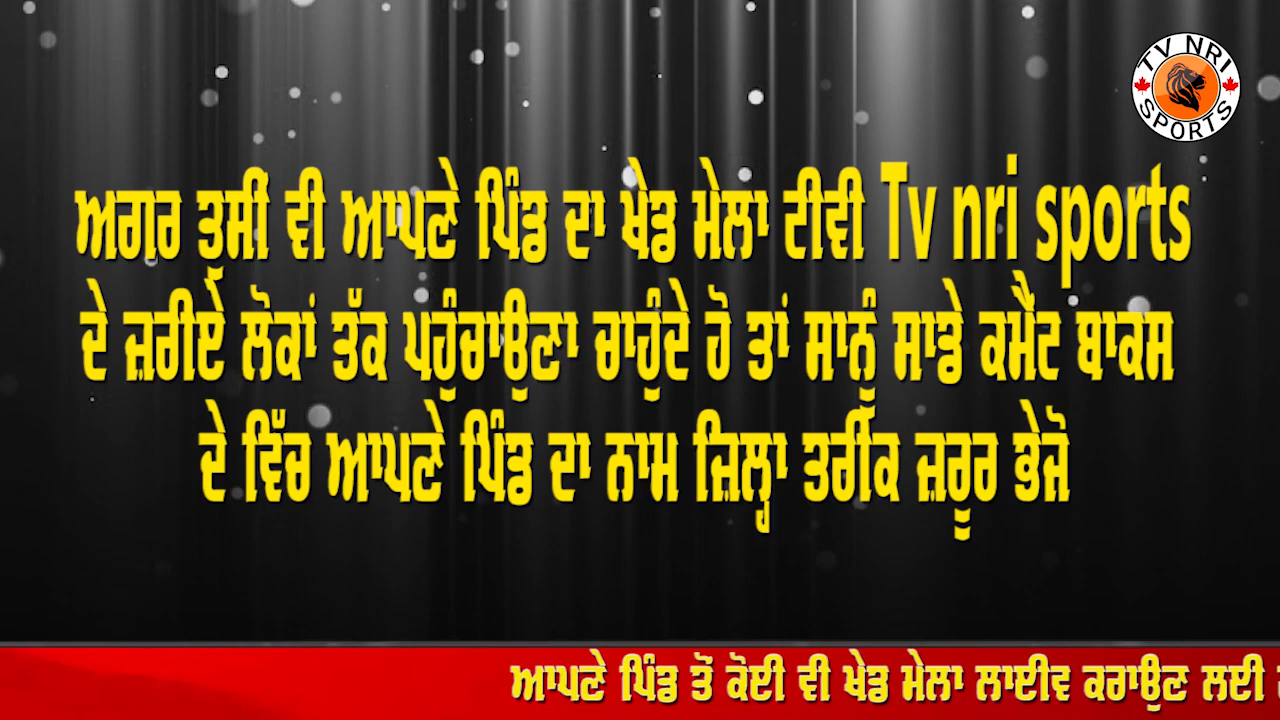 TV NRI
SPORTS
ਅਗਰ ਤੁਸੀਂ ਵੀ ਆਪਣੇ ਪਿੰਡ ਦਾ ਖੇਡ ਮੇਲਾ ਟੀਵੀ Tv nri sports
ਦੇ ਜ਼ਰੀਏ ਲੋਕਾਂ ਤੱਕ ਪਹੁੰਚਾਉਣਾ ਚਾਹੁੰਦੇ ਹੋ ਤਾਂ ਸਾਨੂੰ ਸਾਡੇ ਕਮੈਂਟ ਬਾਕਸ
ਦੇ ਵਿੱਚ ਆਪਣੇ ਪਿੰਡ ਦਾ ਨਾਮ ਜ਼ਿਲ੍ਹਾ ਤਰੀਕ ਜ਼ਰੂਰ ਭੇਜੋ
ਆਪਣੇ ਪਿੰਡ ਤੋਂ ਕੋਈ ਵੀ ਖੇਡ ਮੇਲਾ ਲਾਈਵ ਕਰਾਉਣ ਲਈ